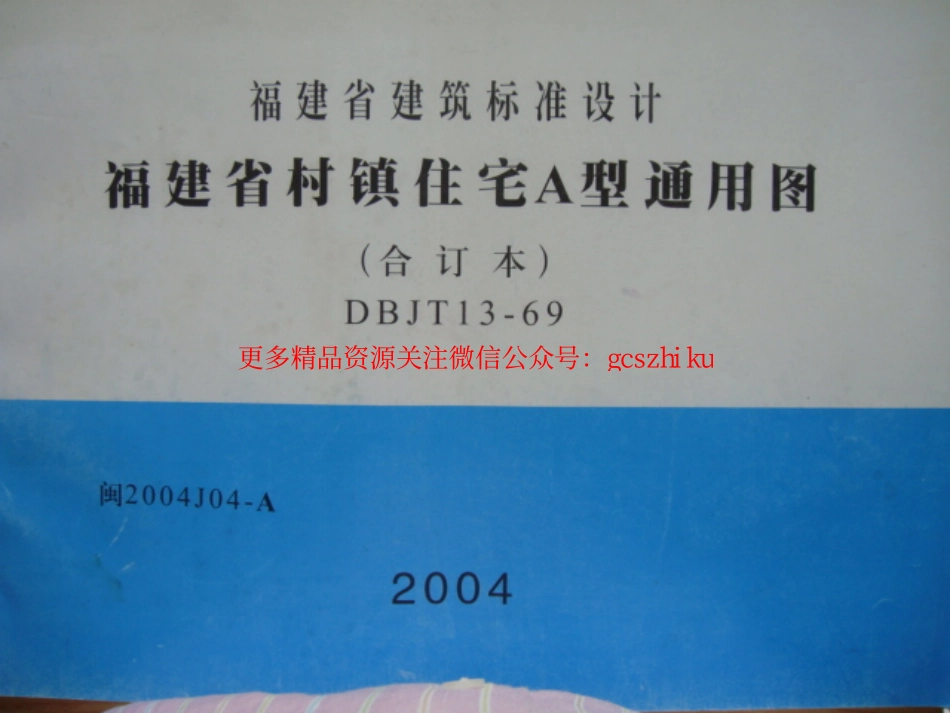 福建省建筑标准设计
福建省村镇住宅A型通用图
(合订本)
DBJT13-69
更多精品资源关注微信公众号：gcszhiku
闽2004J04-A
2004